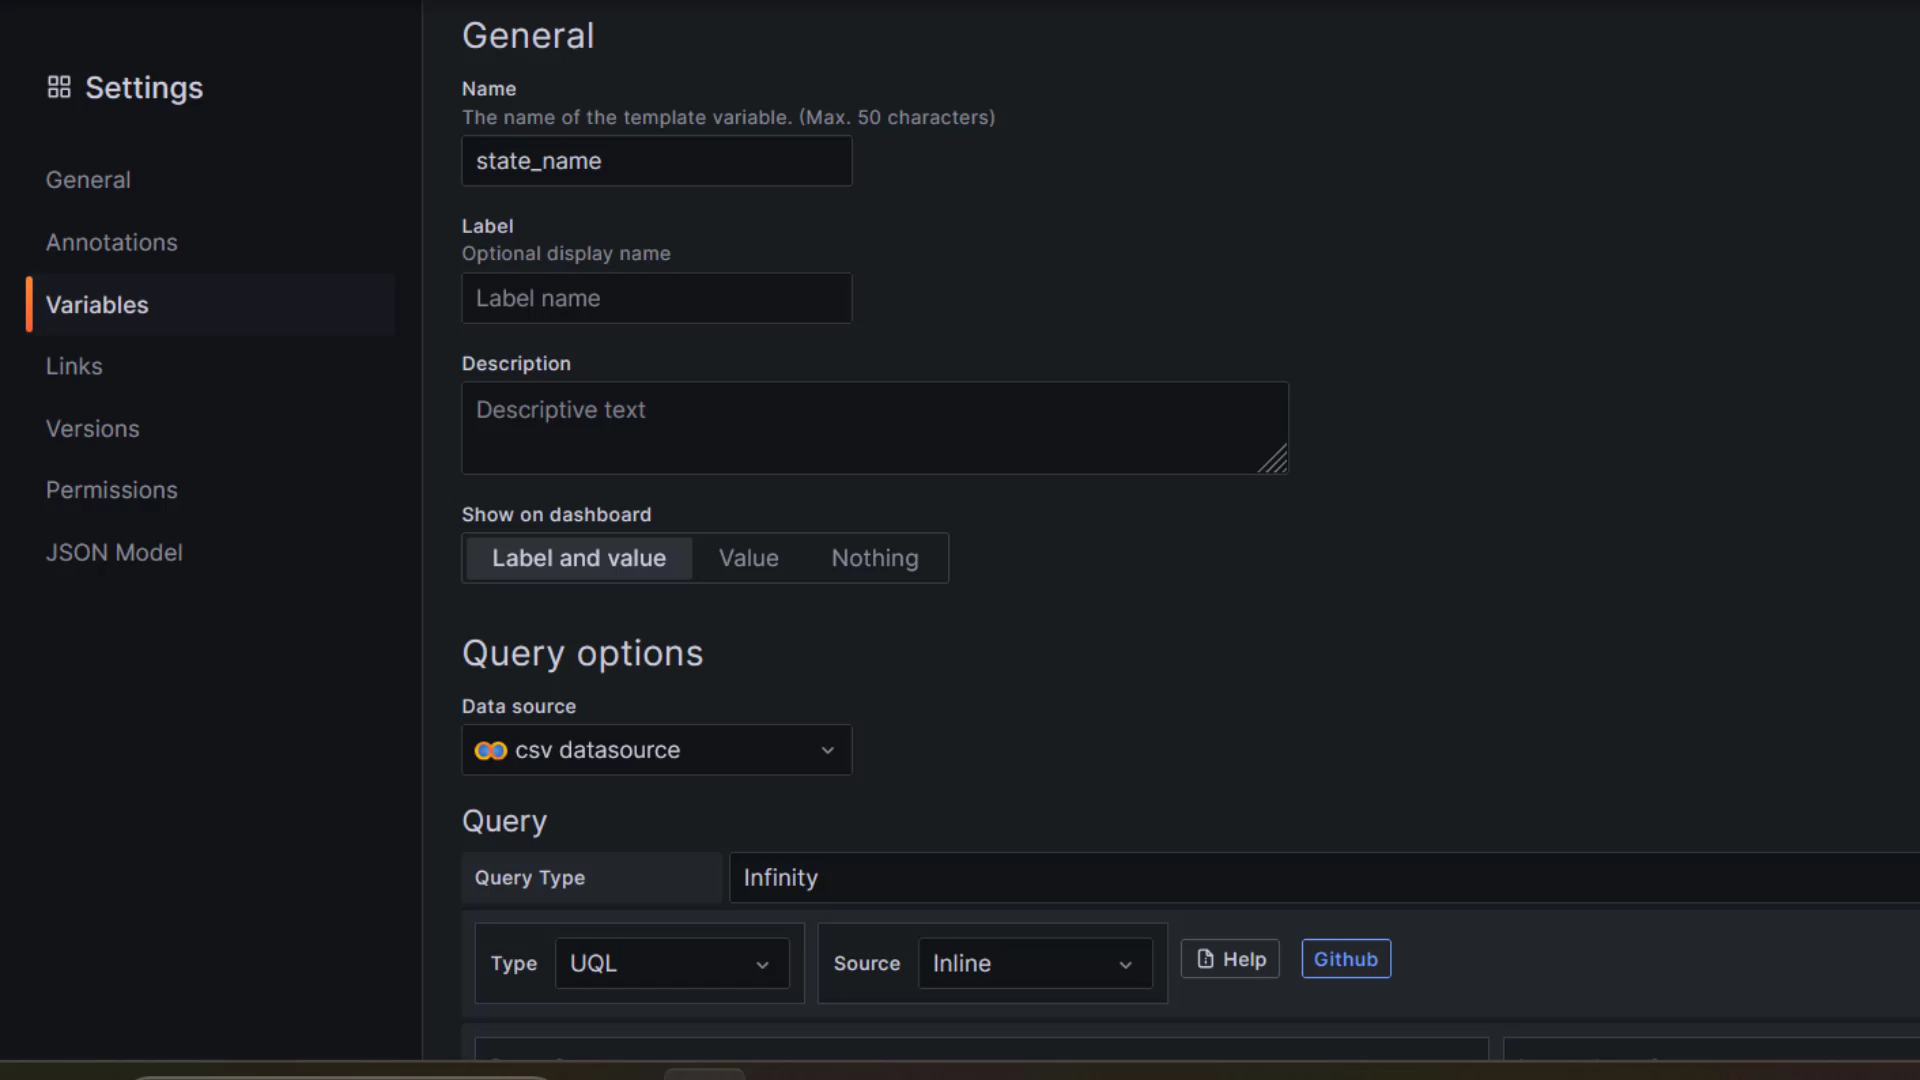 Settings
General
Annotations
Variables
Links
Versions
Permissions
JSON Model
General
Name
The name of the template variable. (Max. 50 characters)
state_name
Label
Optional display name
Label name
Description
Descriptive text
Show on dashboard
Label and value Value Nothing
Query options
Data source
csv datasource
Query
Query Type Infinity
Type UQL Source Inline Help Github